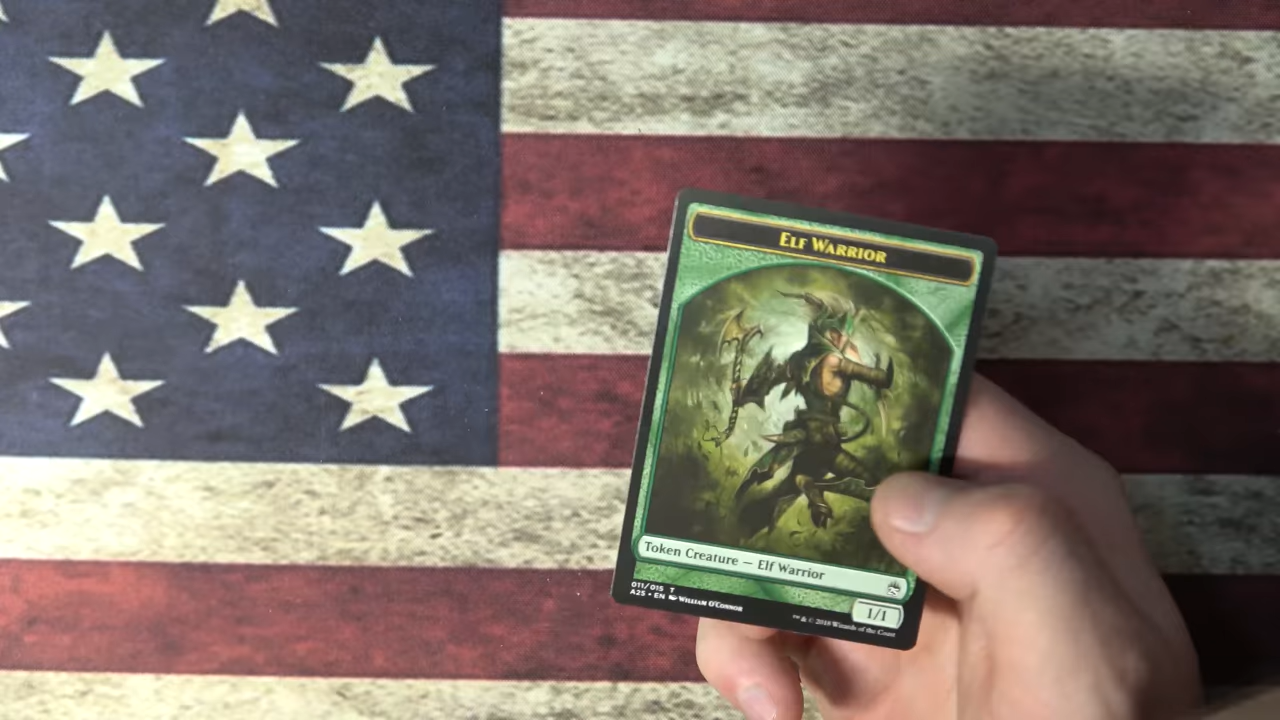 ELF WARRIOR
Token Creature — Elf Warrior
011/015 T
A25 • EN WILLIAM O'CONNOR
1/1
™ & © 2018 Wizards of the Coast